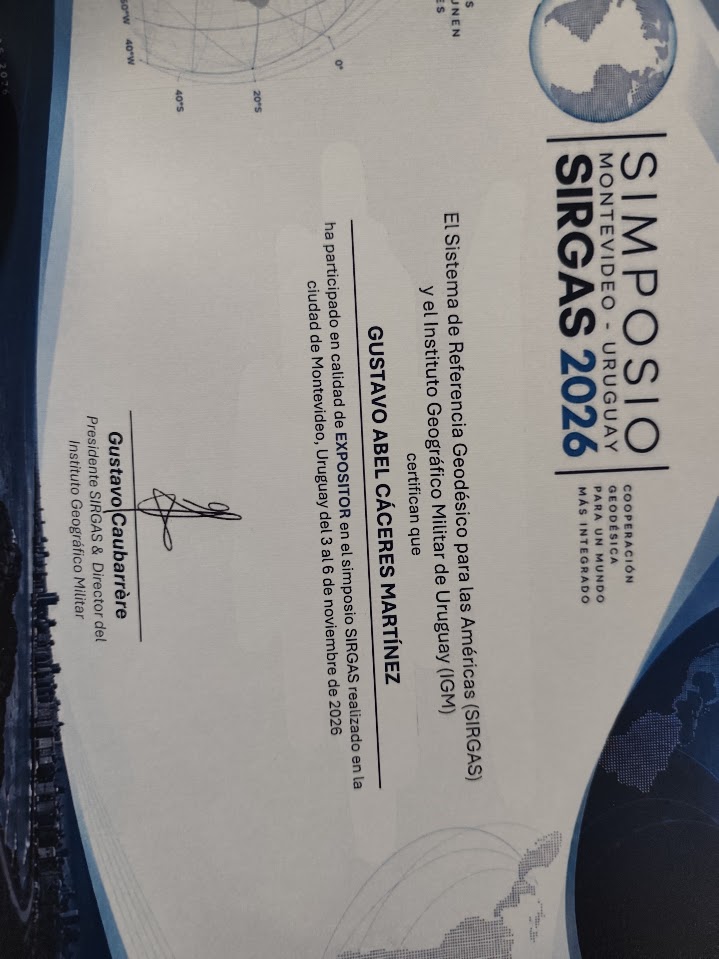 SIMPOSIO
MONTEVIDEO - URUGUAY
SIRGAS 2026
COOPERACIÓN
GEODÉSICA
PARA UN MUNDO
MÁS INTEGRADO
El Sistema de Referencia Geodésico para las Américas (SIRGAS)
y el Instituto Geográfico Militar de Uruguay (IGM)
certifican que
GUSTAVO ABEL CÁCERES MARTÍNEZ
ha participado en calidad de EXPOSITOR en el simposio SIRGAS realizado en la
ciudad de Montevideo, Uruguay del 3 al 6 de noviembre de 2026
Gustavo Caubarrère
Presidente SIRGAS & Director del
Instituto Geográfico Militar
UNEN
ES
0°
20°S
40°S
40°W